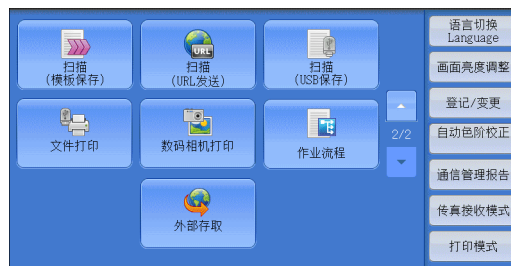 扫描
(模板保存)
URL
扫描
(URL发送)
扫描
(USB保存)
文件打印
数码相机打印
作业流程
外部存取
2/2
语言切换
Language
画面亮度调整
登记/变更
自动色阶校正
通信管理报告
传真接收模式
打印模式